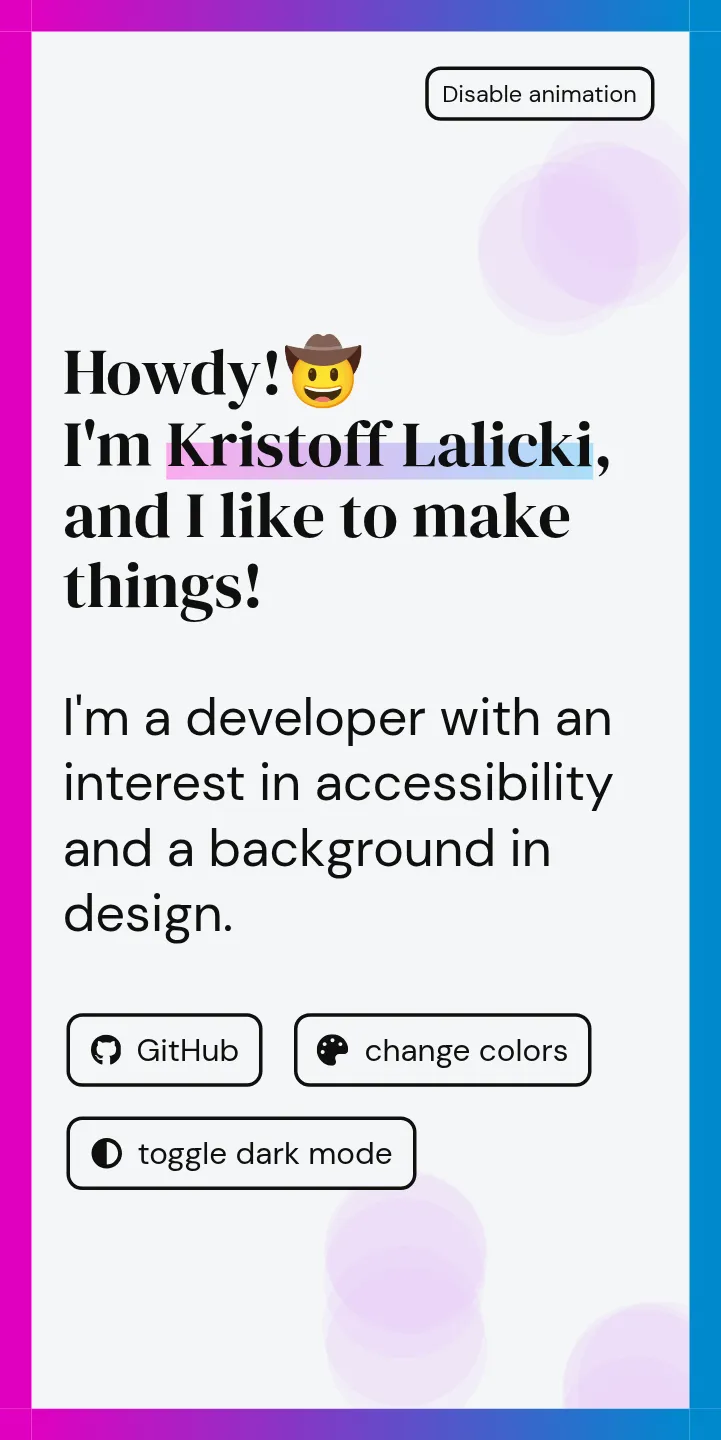 Disable animation
Howdy!🤠
I'm Kristoff Lalicki,
and I like to make
things!
I'm a developer with an
interest in accessibility
and a background in
design.
GitHub
change colors
toggle dark mode